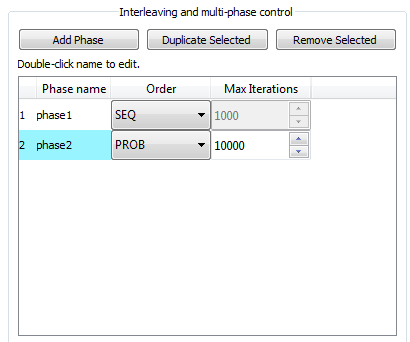 Interleaving and multi-phase control
Add Phase Duplicate Selected Remove Selected
Double-click name to edit.
Phase name Order Max Iterations
1 phase1 SEQ 1000
2 phase2 PROB 10000